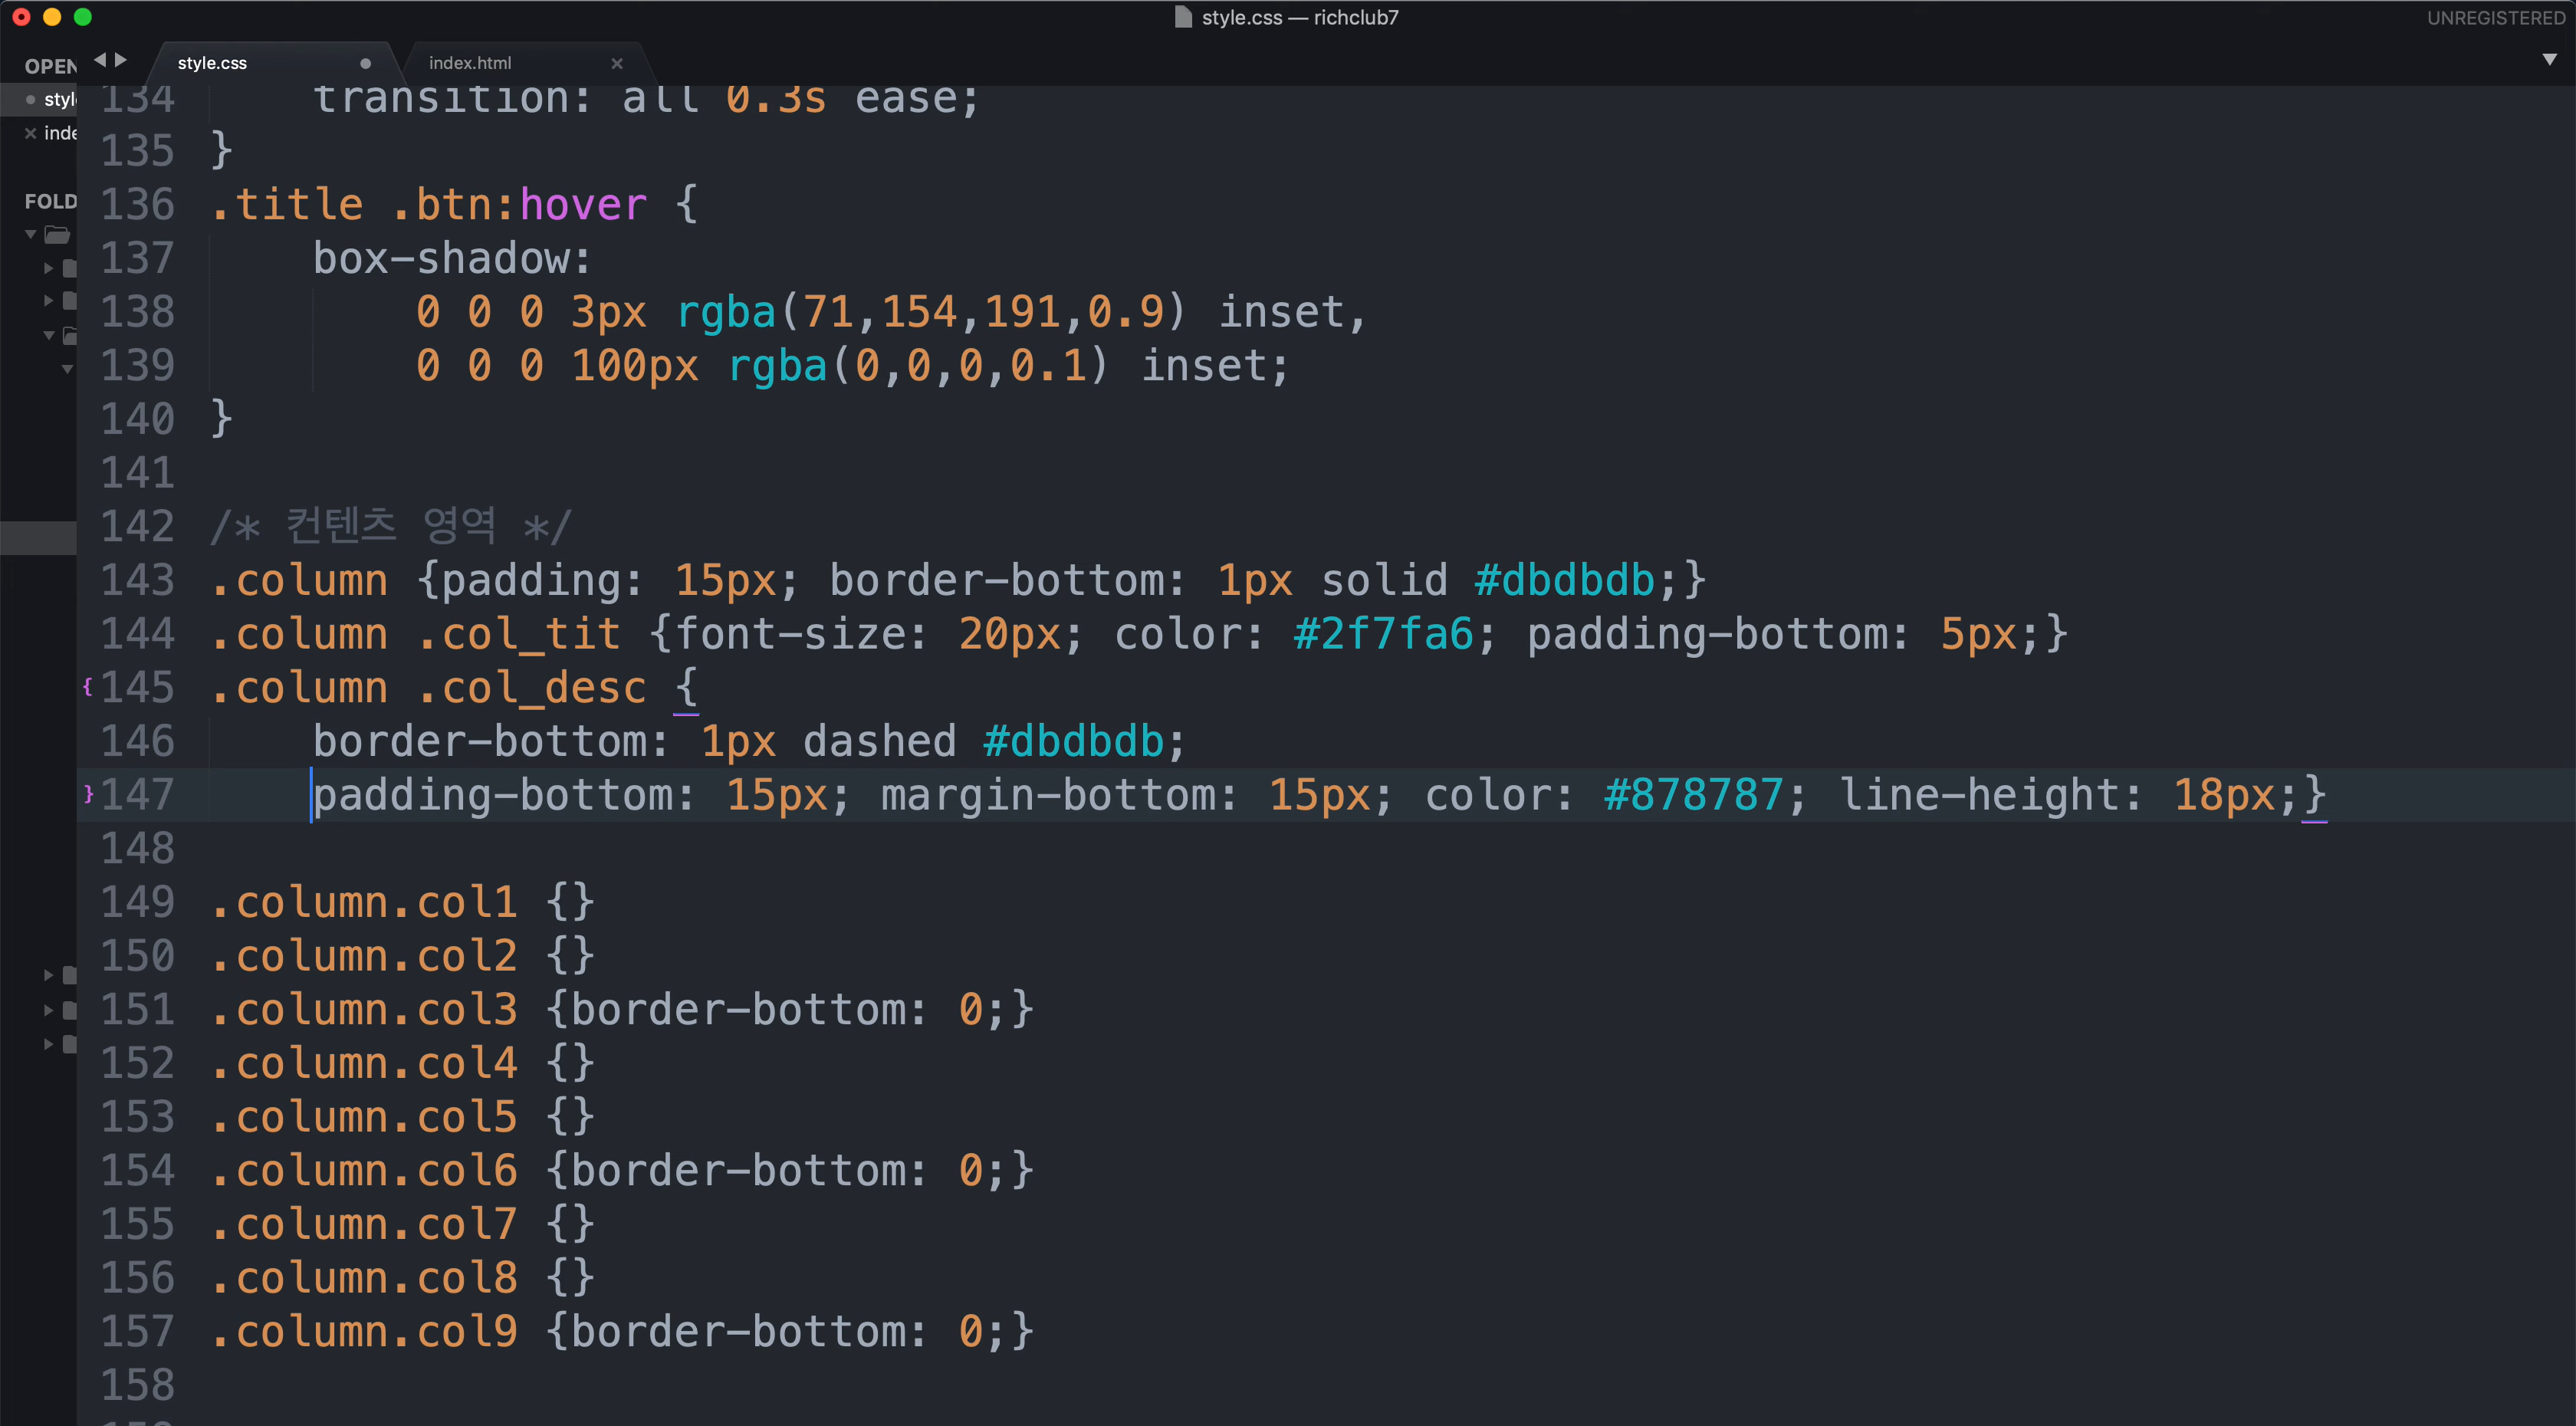 style.css — richclub7
UNREGISTERED
OPEN
style.css
index.html
styl
inde
FOLD
134     transition: all 0.3s ease;
135 }
136 .title .btn:hover {
137     box-shadow:
138         0 0 0 3px rgba(71,154,191,0.9) inset,
139         0 0 0 100px rgba(0,0,0,0.1) inset;
140 }
141
142 /* 컨텐츠 영역 */
143 .column {padding: 15px; border-bottom: 1px solid #dbdbdb;}
144 .column .col_tit {font-size: 20px; color: #2f7fa6; padding-bottom: 5px;}
{ 145 .column .col_desc {
146     border-bottom: 1px dashed #dbdbdb;
} 147     padding-bottom: 15px; margin-bottom: 15px; color: #878787; line-height: 18px;}
148
149 .column.col1 {}
150 .column.col2 {}
151 .column.col3 {border-bottom: 0;}
152 .column.col4 {}
153 .column.col5 {}
154 .column.col6 {border-bottom: 0;}
155 .column.col7 {}
156 .column.col8 {}
157 .column.col9 {border-bottom: 0;}
158